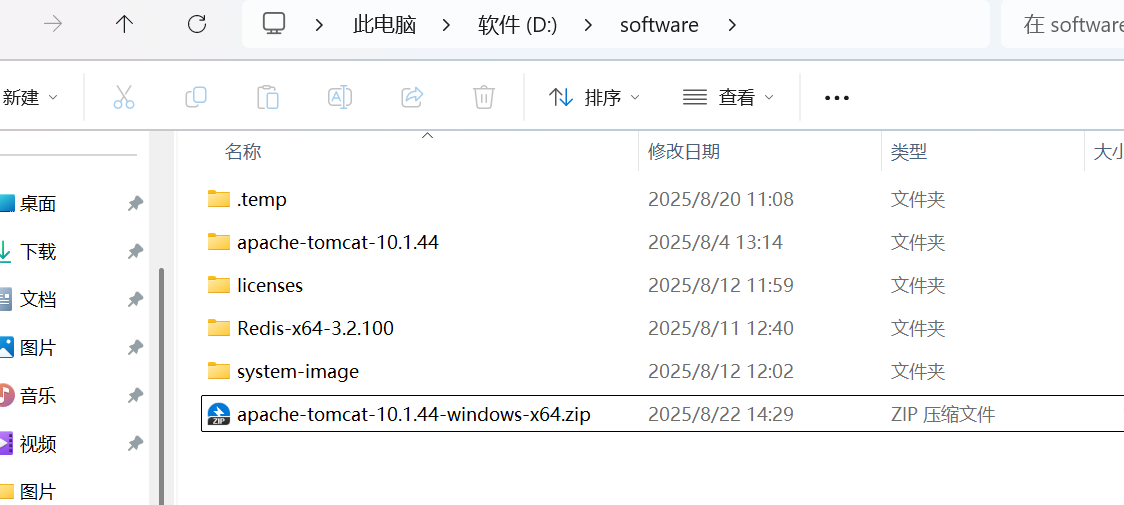 此电脑 软件 (D:) software 在 software
新建 排序 查看
名称 修改日期 类型 大小
.temp 2025/8/20 11:08 文件夹
桌面
apache-tomcat-10.1.44 2025/8/4 13:14 文件夹
下载
licenses 2025/8/12 11:59 文件夹
文档
Redis-x64-3.2.100 2025/8/11 12:40 文件夹
图片
system-image 2025/8/12 12:02 文件夹
音乐
apache-tomcat-10.1.44-windows-x64.zip 2025/8/22 14:29 ZIP 压缩文件
视频
图片